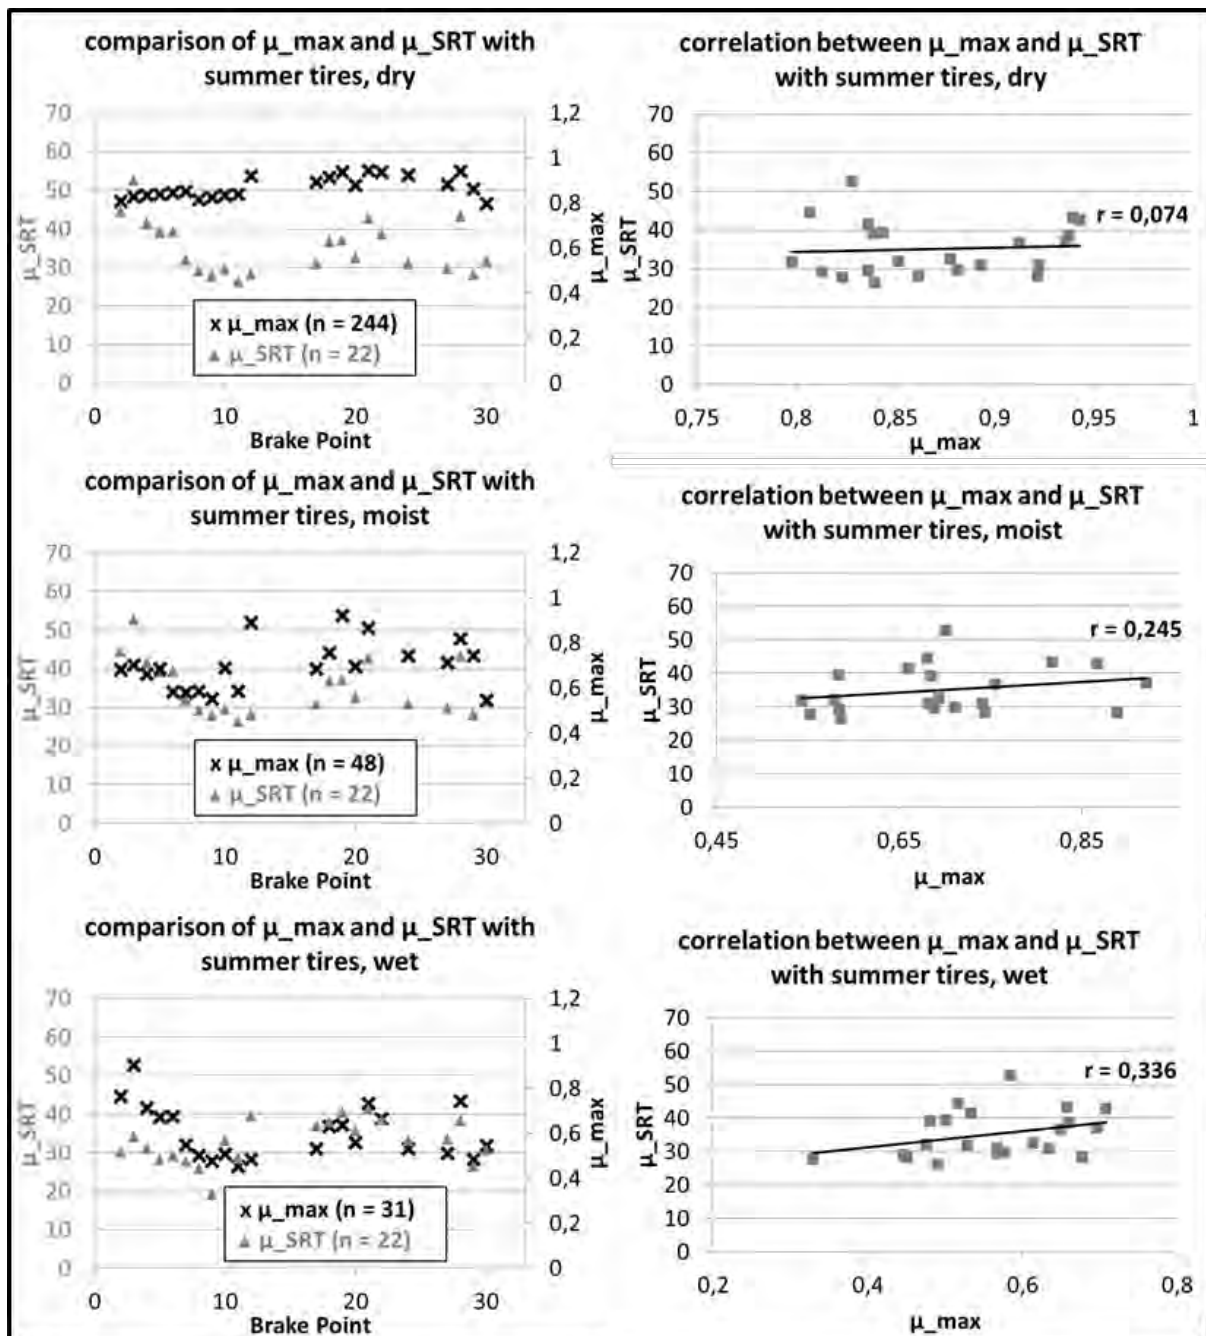 comparison of μ_max and μ_SRT with
summer tires, dry
70
60
50
40
30
20
10
0
μ_SRT
1,2
1
0,8
0,6
0,4
0,2
0
μ_max
x μ_max (n = 244)
▲ μ_SRT (n = 22)
0 10 20 30
Brake Point
correlation between μ_max and μ_SRT
with summer tires, dry
70
60
50
40
30
20
10
0
μ_SRT
r = 0,074
0,75 0,8 0,85 0,9 0,95 1
μ_max
comparison of μ_max and μ_SRT with
summer tires, moist
70
60
50
40
30
20
10
0
μ_SRT
1,2
1
0,8
0,6
0,4
0,2
0
μ_max
x μ_max (n = 48)
▲ μ_SRT (n = 22)
0 10 20 30
Brake Point
correlation between μ_max and μ_SRT
with summer tires, moist
70
60
50
40
30
20
10
0
μ_SRT
r = 0,245
0,45 0,65 0,85
μ_max
comparison of μ_max and μ_SRT with
summer tires, wet
70
60
50
40
30
20
10
0
μ_SRT
1,2
1
0,8
0,6
0,4
0,2
0
μ_max
x μ_max (n = 31)
▲ μ_SRT (n = 22)
0 10 20 30
Brake Point
correlation between μ_max and μ_SRT
with summer tires, wet
70
60
50
40
30
20
10
0
μ_SRT
r = 0,336
0,2 0,4 0,6 0,8
μ_max